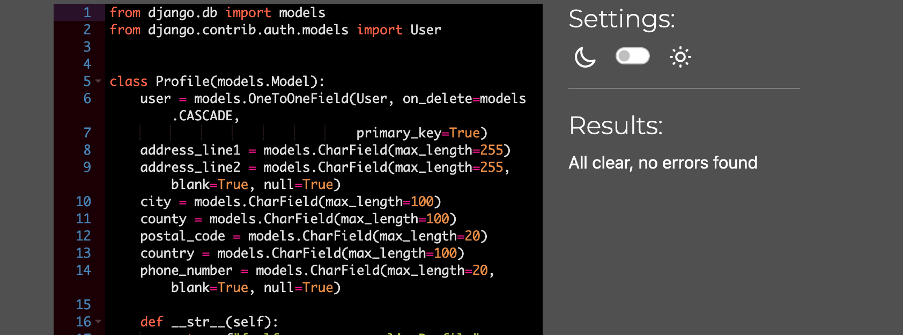 1 from django.db import models
2 from django.contrib.auth.models import User
3
4
5 class Profile(models.Model):
6 user = models.OneToOneField(User, on_delete=models
.CASCADE,
7 primary_key=True)
8 address_line1 = models.CharField(max_length=255)
9 address_line2 = models.CharField(max_length=255,
blank=True, null=True)
10 city = models.CharField(max_length=100)
11 county = models.CharField(max_length=100)
12 postal_code = models.CharField(max_length=20)
13 country = models.CharField(max_length=100)
14 phone_number = models.CharField(max_length=20,
blank=True, null=True)
15
16 def __str__(self):
Settings:
Results:
All clear, no errors found